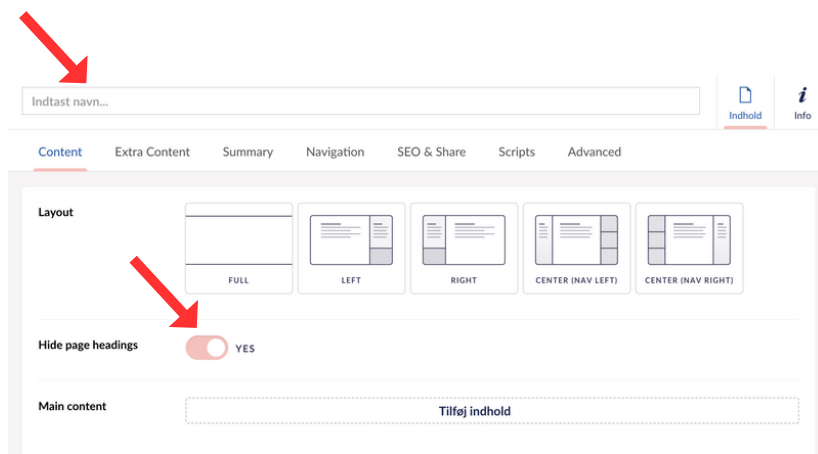 Indtast navn...
Indhold
Info
Content Extra Content Summary Navigation SEO & Share Scripts Advanced
Layout
FULL LEFT RIGHT CENTER (NAV LEFT) CENTER (NAV RIGHT)
Hide page headings
YES
Main content
Tilføj indhold